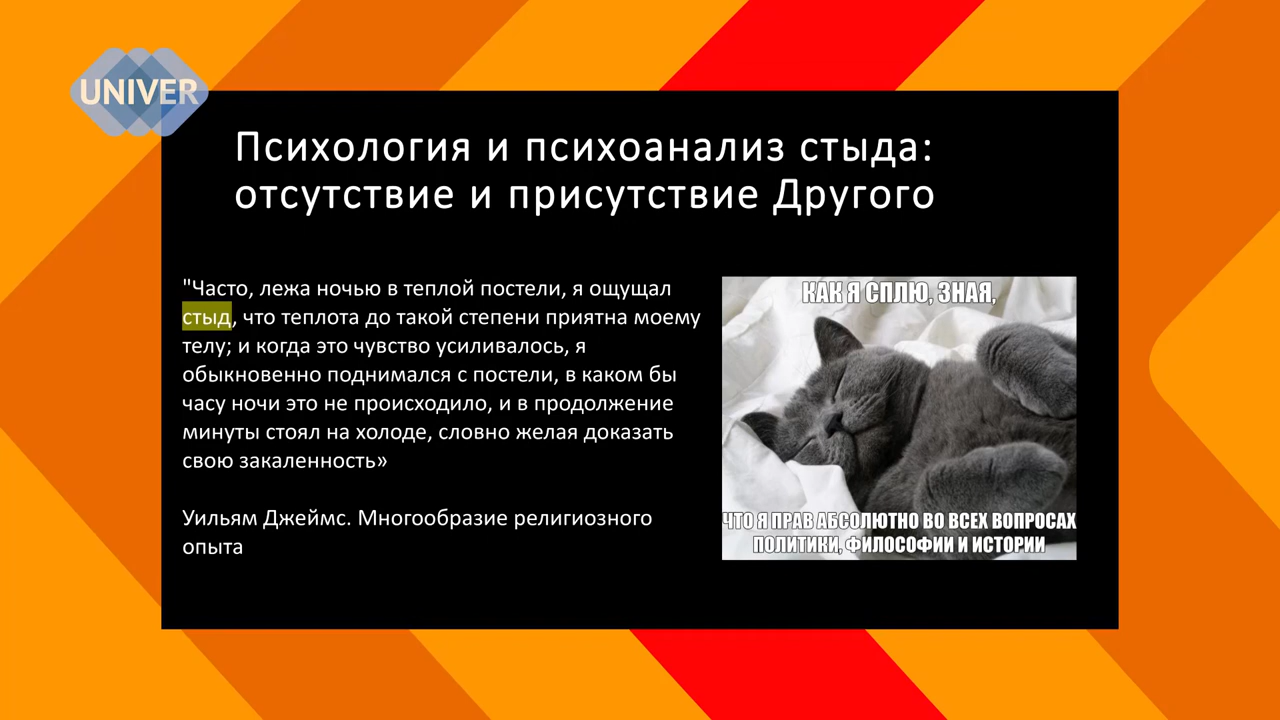 UNIVER
Психология и психоанализ стыда:
отсутствие и присутствие Другого
"Часто, лежа ночью в теплой постели, я ощущал
стыд, что теплота до такой степени приятна моему
телу; и когда это чувство усиливалось, я
обыкновенно поднимался с постели, в каком бы
часу ночи это не происходило, и в продолжение
минуты стоял на холоде, словно желая доказать
свою закаленность»
Уильям Джеймс. Многообразие религиозного
опыта
КАК Я СПЛЮ, ЗНАЯ,
ЧТО Я ПРАВ АБСОЛЮТНО ВО ВСЕХ ВОПРОСАХ
ПОЛИТИКИ, ФИЛОСОФИИ И ИСТОРИИ